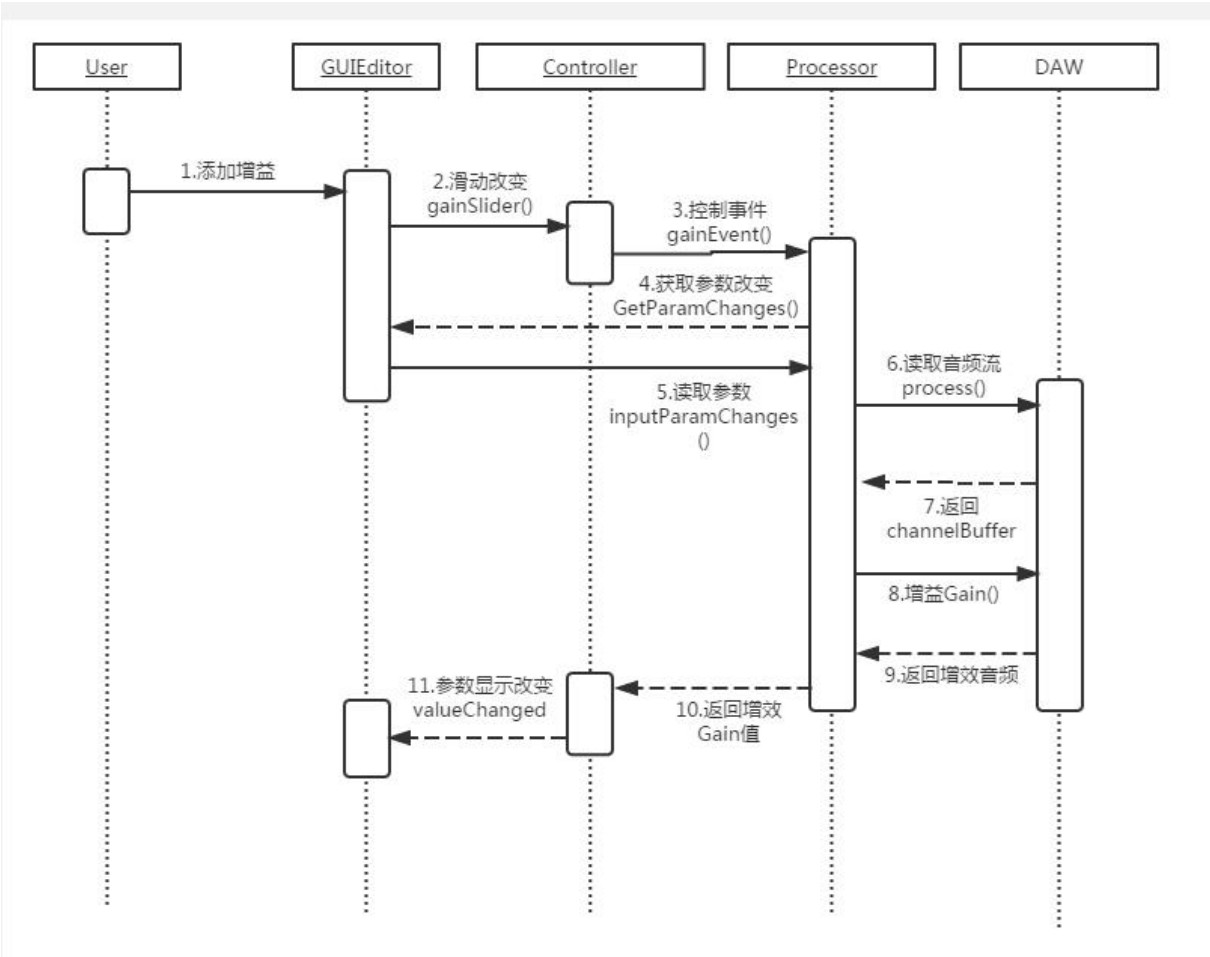 User
GUIEditor
Controller
Processor
DAW
1.添加增益
2.滑动改变
gainSlider()
3.控制事件
gainEvent()
4.获取参数改变
GetParamChanges()
5.读取参数
inputParamChanges
()
6.读取音频流
process()
7.返回
channelBuffer
8.增益Gain()
9.返回增效音频
10.返回增效
Gain值
11.参数显示改变
valueChanged